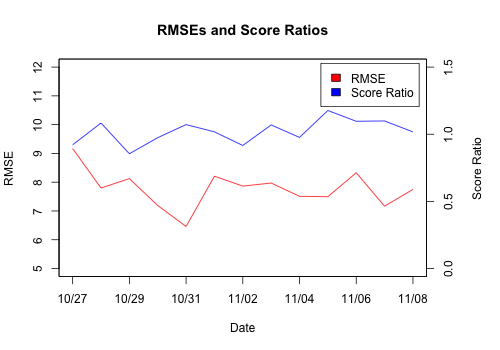 RMSEs and Score Ratios
RMSE
Score Ratio
12
11
10
9
8
7
6
5
RMSE
1.5
1.0
0.5
0.0
Score Ratio
10/27 10/29 10/31 11/02 11/04 11/06 11/08
Date